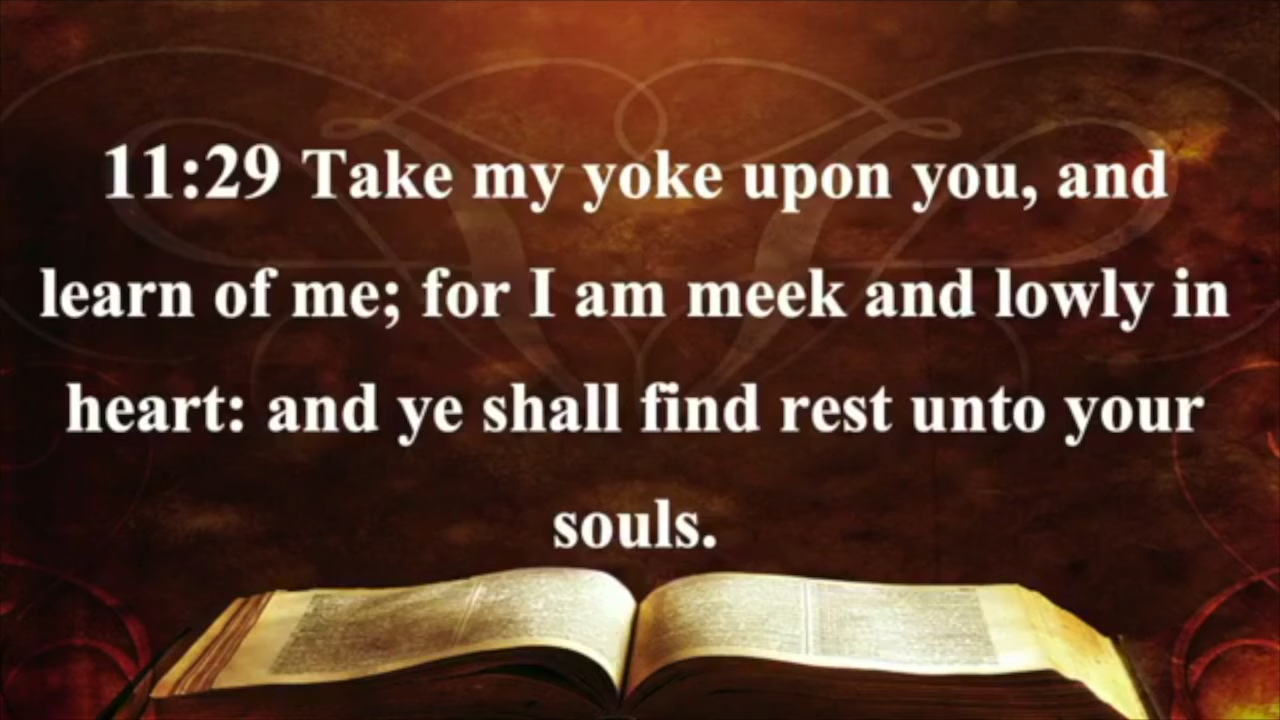 11:29 Take my yoke upon you, and
learn of me; for I am meek and lowly in
heart: and ye shall find rest unto your
souls.